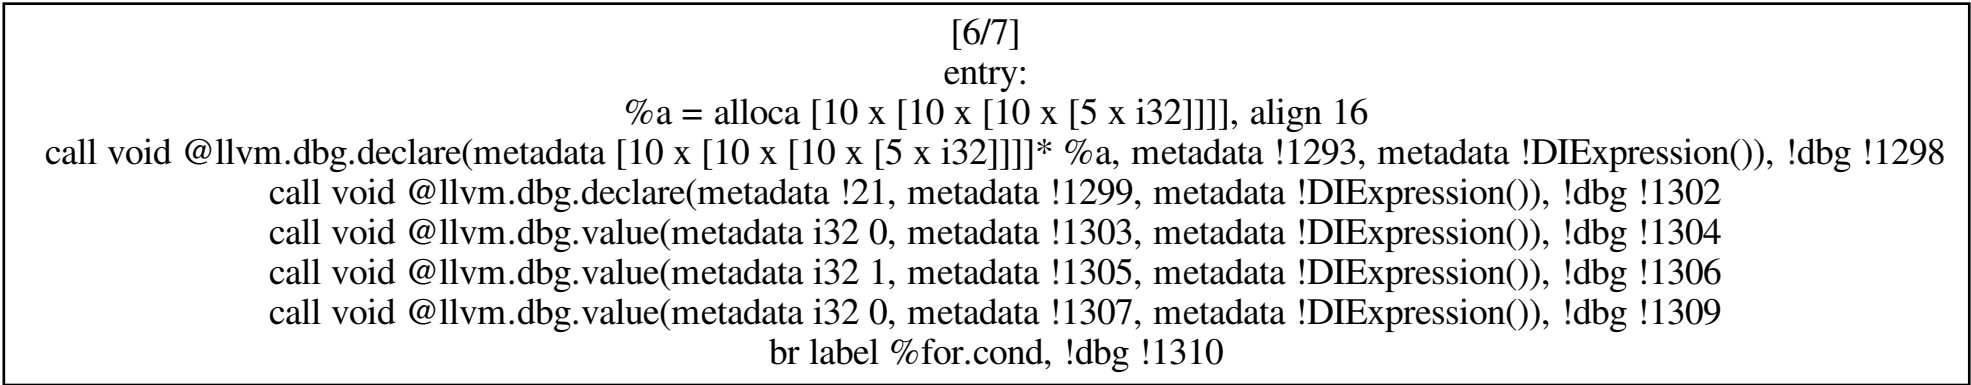 [6/7]
entry:
%a = alloca [10 x [10 x [10 x [5 x i32]]]], align 16
call void @llvm.dbg.declare(metadata [10 x [10 x [10 x [5 x i32]]]]* %a, metadata !1293, metadata !DIExpression()), !dbg !1298
call void @llvm.dbg.declare(metadata !21, metadata !1299, metadata !DIExpression()), !dbg !1302
call void @llvm.dbg.value(metadata i32 0, metadata !1303, metadata !DIExpression()), !dbg !1304
call void @llvm.dbg.value(metadata i32 1, metadata !1305, metadata !DIExpression()), !dbg !1306
call void @llvm.dbg.value(metadata i32 0, metadata !1307, metadata !DIExpression()), !dbg !1309
br label %for.cond, !dbg !1310